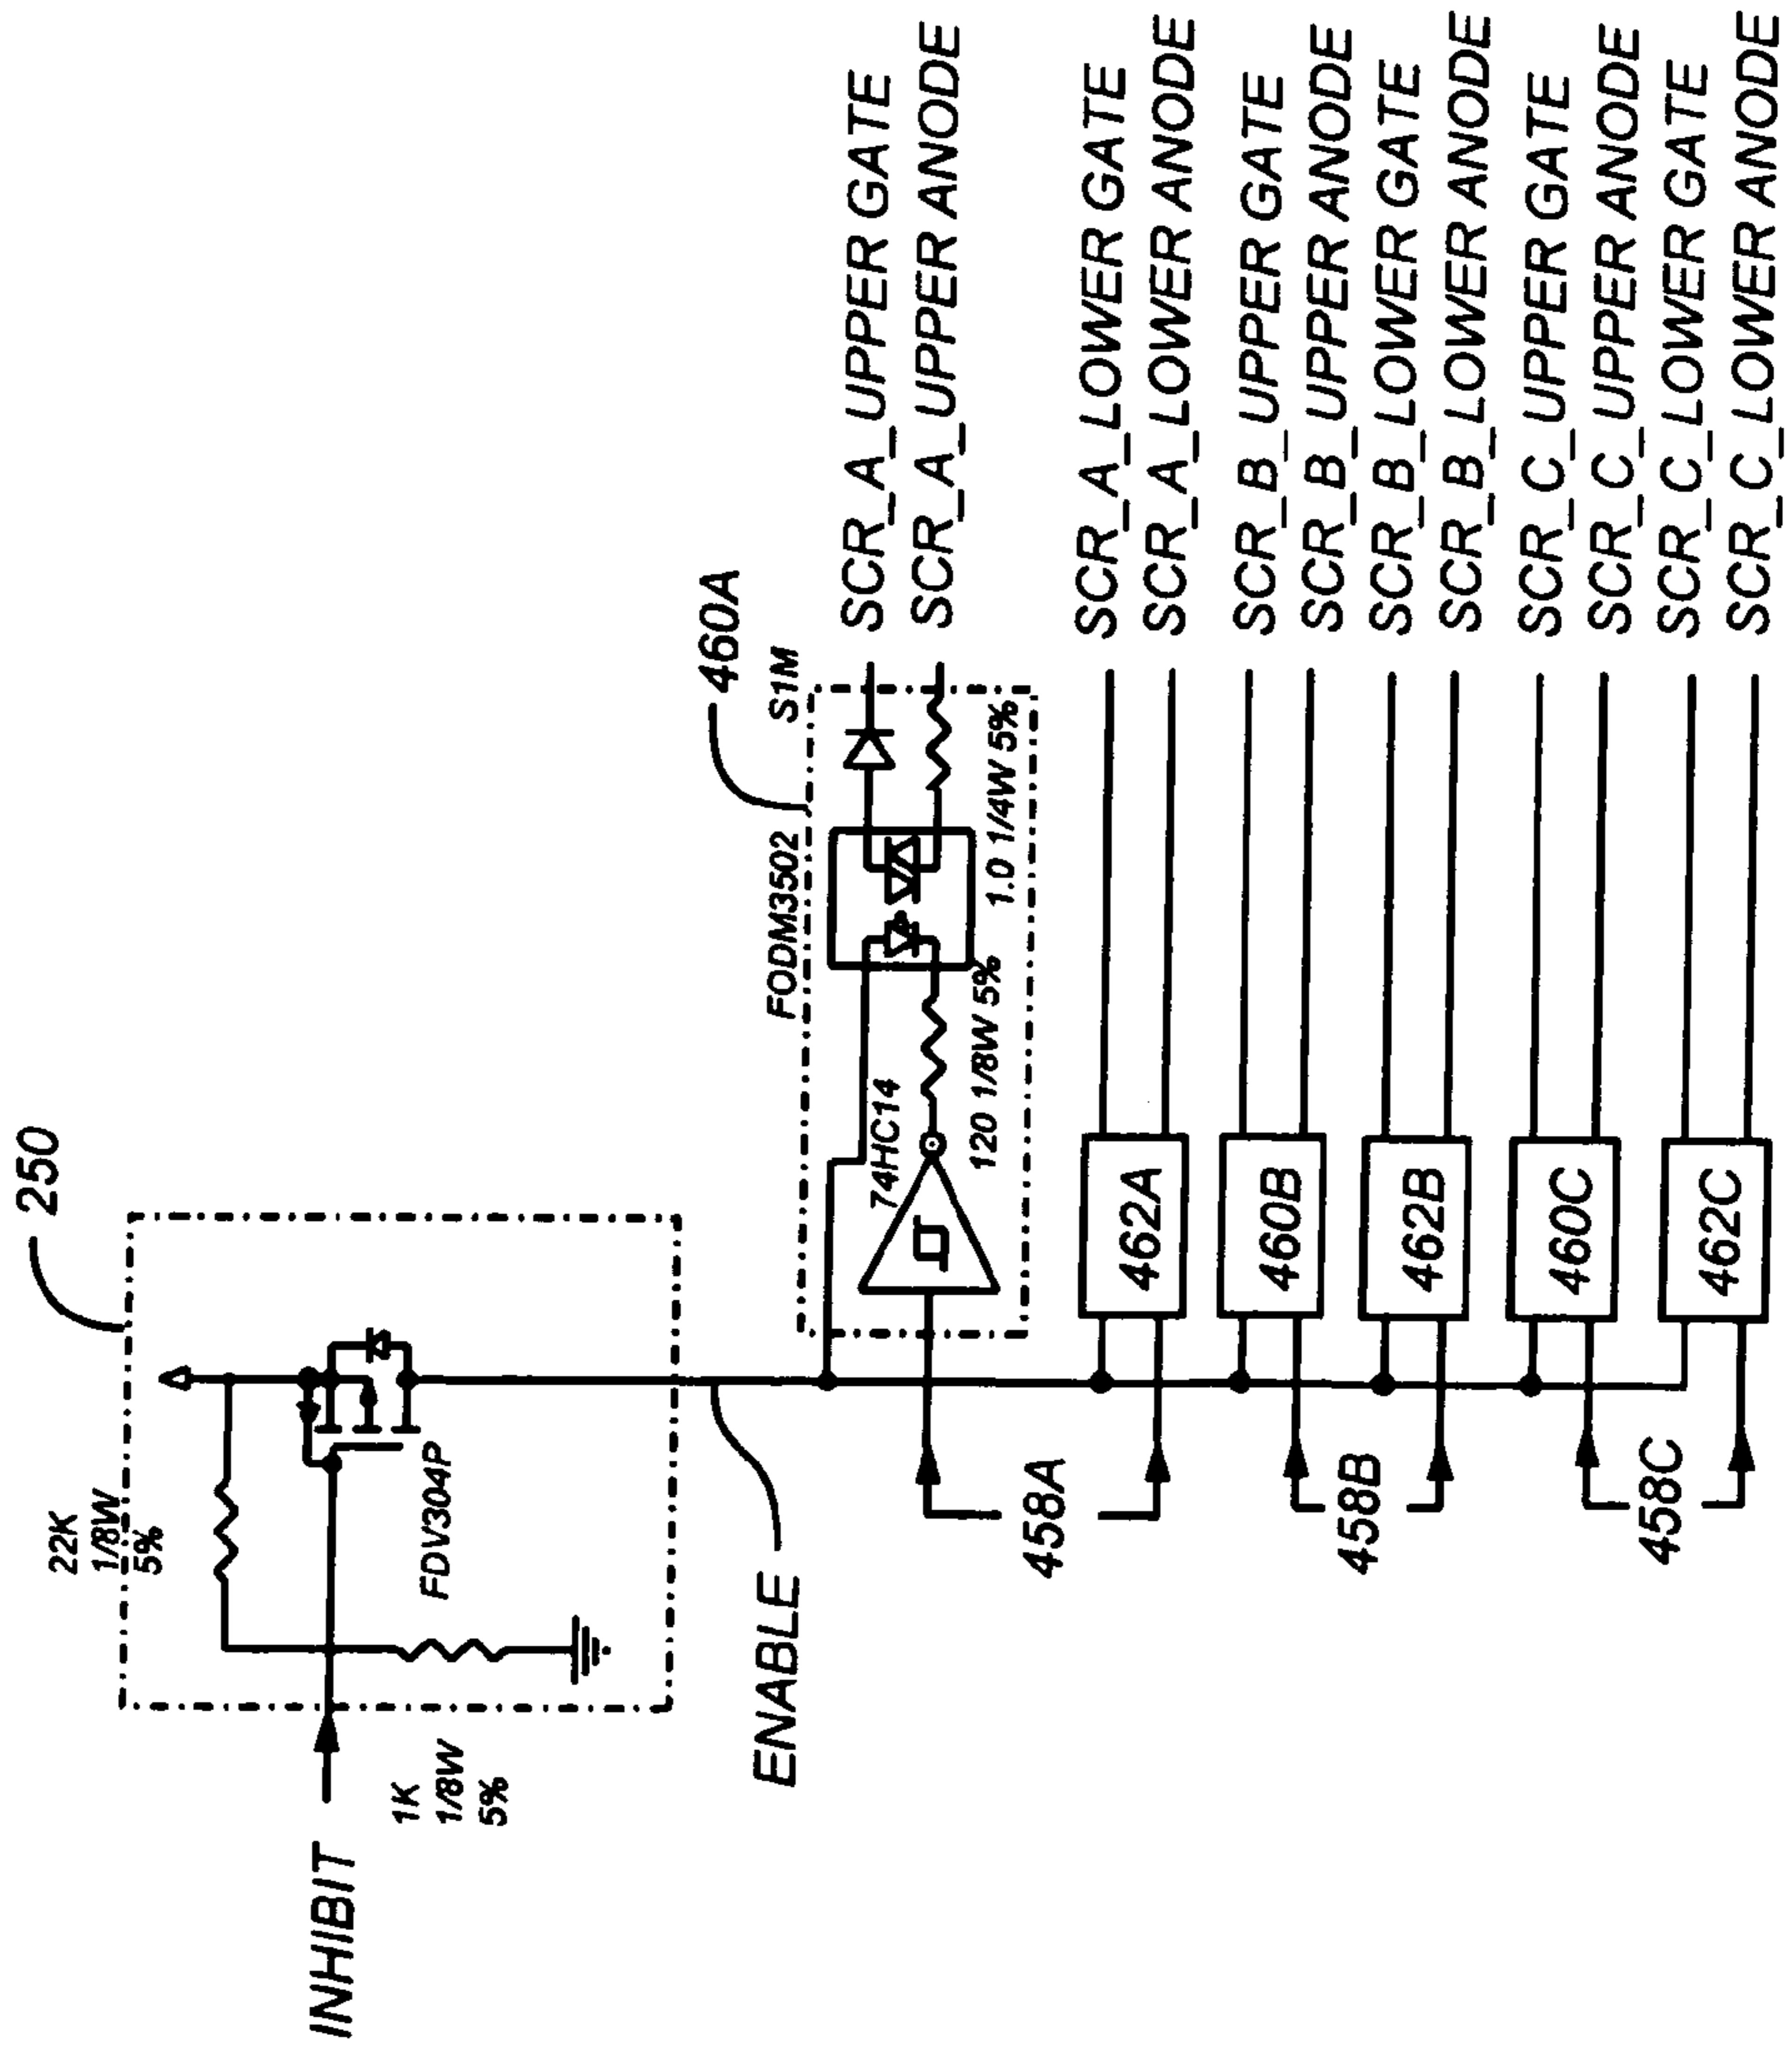 250
22K
1/8W
5%
FDV304P
INHIBIT
1K
1/8W
5%
ENABLE
460A
S1M
FODM3502
74HC14
120 1/8W 5%
1.0 1/4W 5%
SCR_A_UPPER GATE
SCR_A_UPPER ANODE
458A
462A
SCR_A_LOWER GATE
SCR_A_LOWER ANODE
458B
460B
SCR_B_UPPER GATE
SCR_B_UPPER ANODE
462B
SCR_B_LOWER GATE
SCR_B_LOWER ANODE
458C
460C
SCR_C_UPPER GATE
SCR_C_UPPER ANODE
462C
SCR_C_LOWER GATE
SCR_C_LOWER ANODE